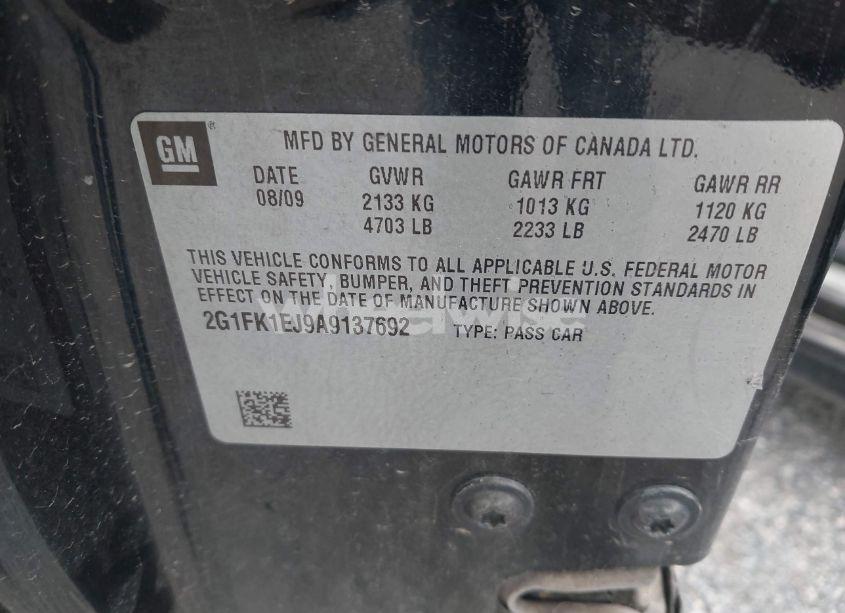 GM®
MFD BY GENERAL MOTORS OF CANADA LTD.
DATE GVWR GAWR FRT GAWR RR
08/09 2133 KG 1013 KG 1120 KG
4703 LB 2233 LB 2470 LB
THIS VEHICLE CONFORMS TO ALL APPLICABLE U.S. FEDERAL MOTOR
VEHICLE SAFETY, BUMPER, AND THEFT PREVENTION STANDARDS IN
EFFECT ON THE DATE OF MANUFACTURE SHOWN ABOVE.
2G1FK1EJ9A9137692 TYPE: PASS CAR